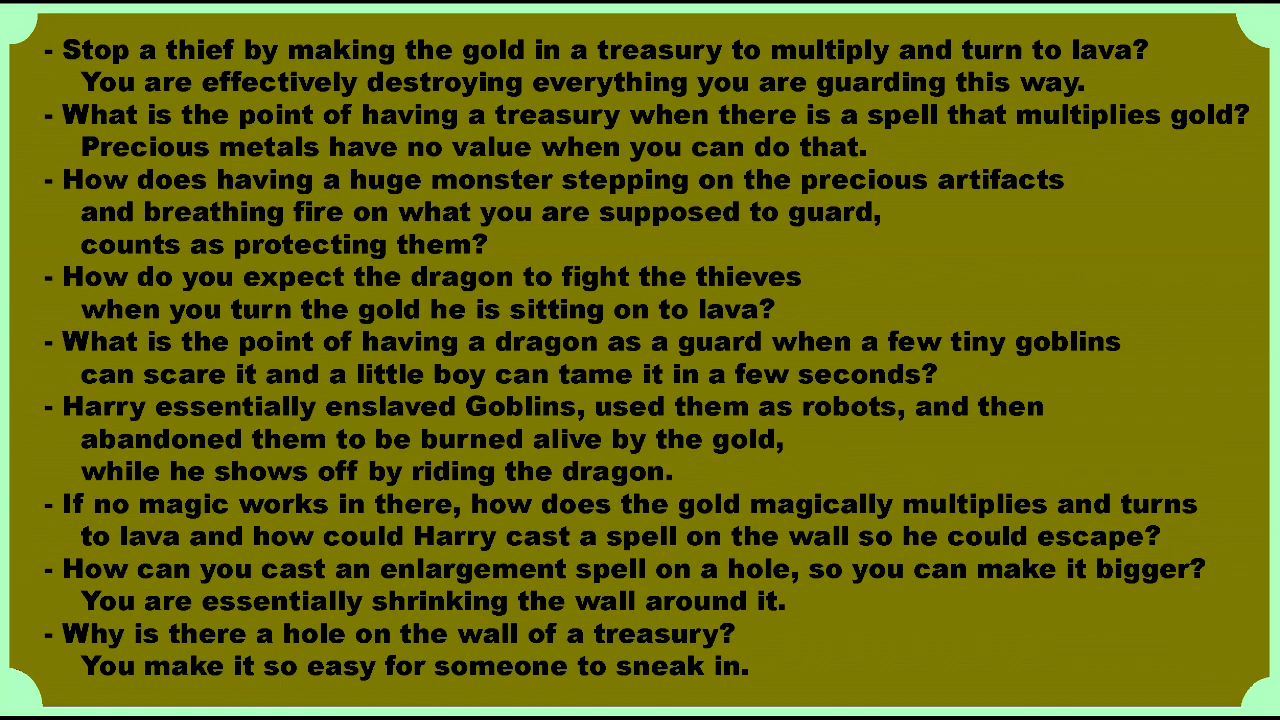 - Stop a thief by making the gold in a treasury to multiply and turn to lava?
You are effectively destroying everything you are guarding this way.
- What is the point of having a treasury when there is a spell that multiplies gold?
Precious metals have no value when you can do that.
- How does having a huge monster stepping on the precious artifacts
and breathing fire on what you are supposed to guard,
counts as protecting them?
- How do you expect the dragon to fight the thieves
when you turn the gold he is sitting on to lava?
- What is the point of having a dragon as a guard when a few tiny goblins
can scare it and a little boy can tame it in a few seconds?
- Harry essentially enslaved Goblins, used them as robots, and then
abandoned them to be burned alive by the gold,
while he shows off by riding the dragon.
- If no magic works in there, how does the gold magically multiplies and turns
to lava and how could Harry cast a spell on the wall so he could escape?
- How can you cast an enlargement spell on a hole, so you can make it bigger?
You are essentially shrinking the wall around it.
- Why is there a hole on the wall of a treasury?
You make it so easy for someone to sneak in.